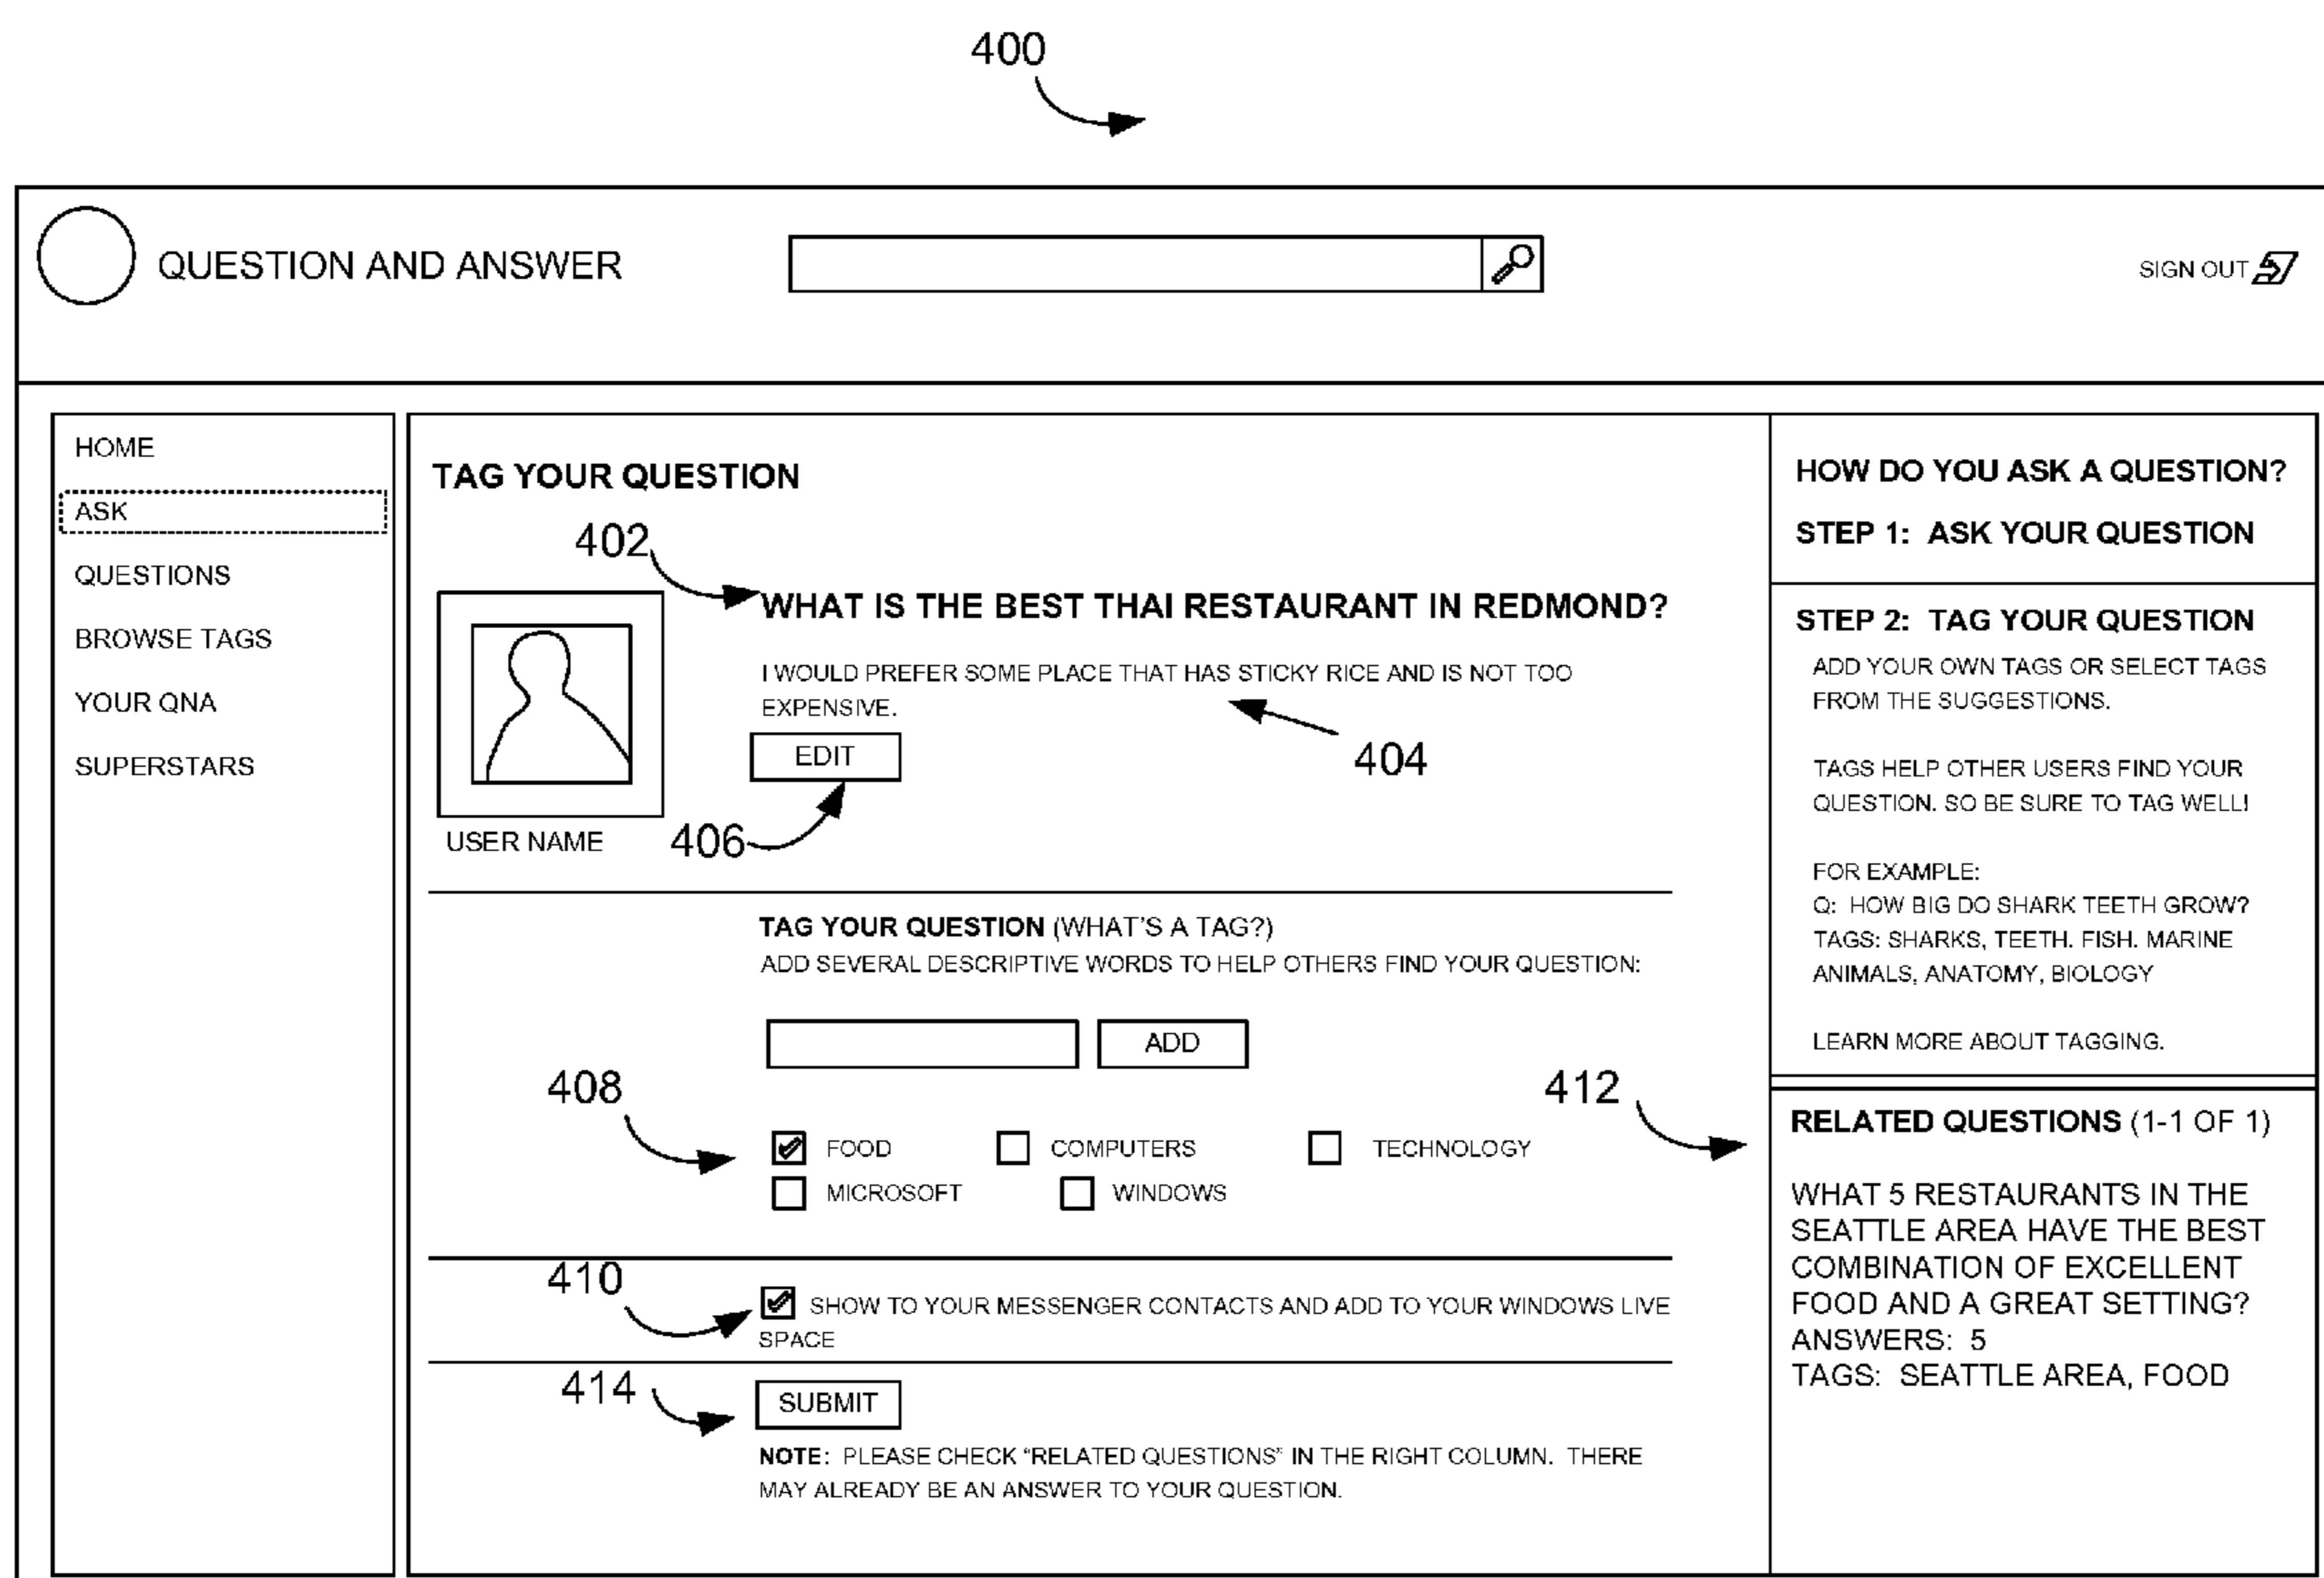 400
QUESTION AND ANSWER
SIGN OUT
HOME
ASK
QUESTIONS
BROWSE TAGS
YOUR QNA
SUPERSTARS
TAG YOUR QUESTION
402
WHAT IS THE BEST THAI RESTAURANT IN REDMOND?
I WOULD PREFER SOME PLACE THAT HAS STICKY RICE AND IS NOT TOO
EXPENSIVE.
404
EDIT
406
USER NAME
TAG YOUR QUESTION (WHAT'S A TAG?)
ADD SEVERAL DESCRIPTIVE WORDS TO HELP OTHERS FIND YOUR QUESTION:
ADD
408
FOOD COMPUTERS TECHNOLOGY
MICROSOFT WINDOWS
410
SHOW TO YOUR MESSENGER CONTACTS AND ADD TO YOUR WINDOWS LIVE
SPACE
414
SUBMIT
NOTE: PLEASE CHECK "RELATED QUESTIONS" IN THE RIGHT COLUMN. THERE
MAY ALREADY BE AN ANSWER TO YOUR QUESTION.
HOW DO YOU ASK A QUESTION?
STEP 1: ASK YOUR QUESTION
STEP 2: TAG YOUR QUESTION
ADD YOUR OWN TAGS OR SELECT TAGS
FROM THE SUGGESTIONS.
TAGS HELP OTHER USERS FIND YOUR
QUESTION. SO BE SURE TO TAG WELL!
FOR EXAMPLE:
Q: HOW BIG DO SHARK TEETH GROW?
TAGS: SHARKS, TEETH. FISH. MARINE
ANIMALS, ANATOMY, BIOLOGY
LEARN MORE ABOUT TAGGING.
412
RELATED QUESTIONS (1-1 OF 1)
WHAT 5 RESTAURANTS IN THE
SEATTLE AREA HAVE THE BEST
COMBINATION OF EXCELLENT
FOOD AND A GREAT SETTING?
ANSWERS: 5
TAGS: SEATTLE AREA, FOOD